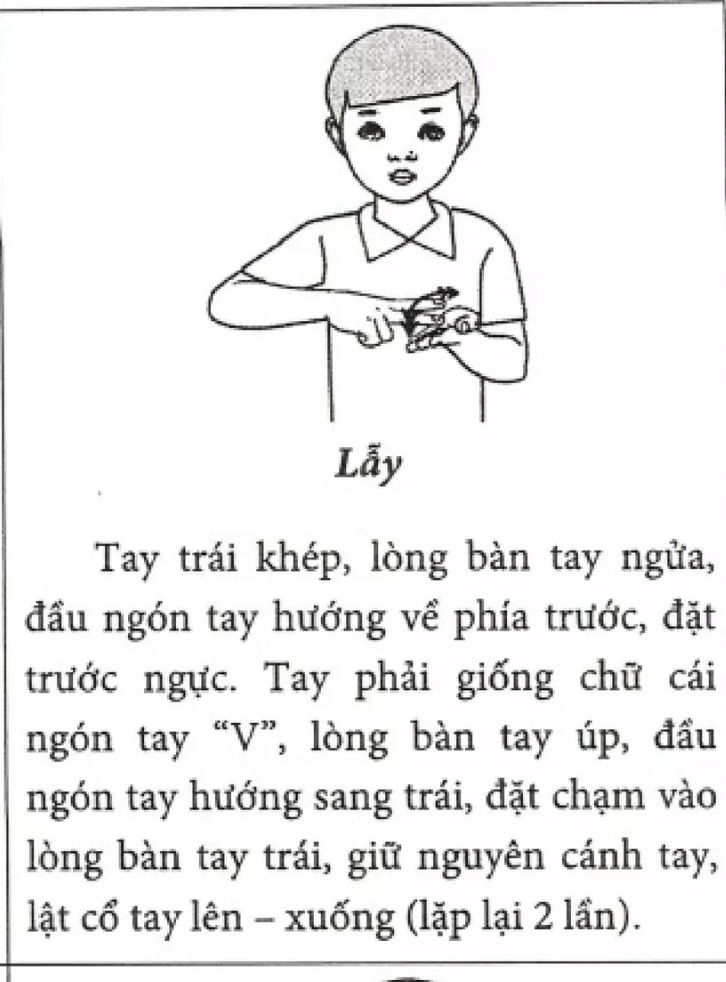 Lẫy
Tay trái khép, lòng bàn tay ngửa,
đầu ngón tay hướng về phía trước, đặt
trước ngực. Tay phải giống chữ cái
ngón tay “V”, lòng bàn tay úp, đầu
ngón tay hướng sang trái, đặt chạm vào
lòng bàn tay trái, giữ nguyên cánh tay,
lật cổ tay lên – xuống (lặp lại 2 lần).